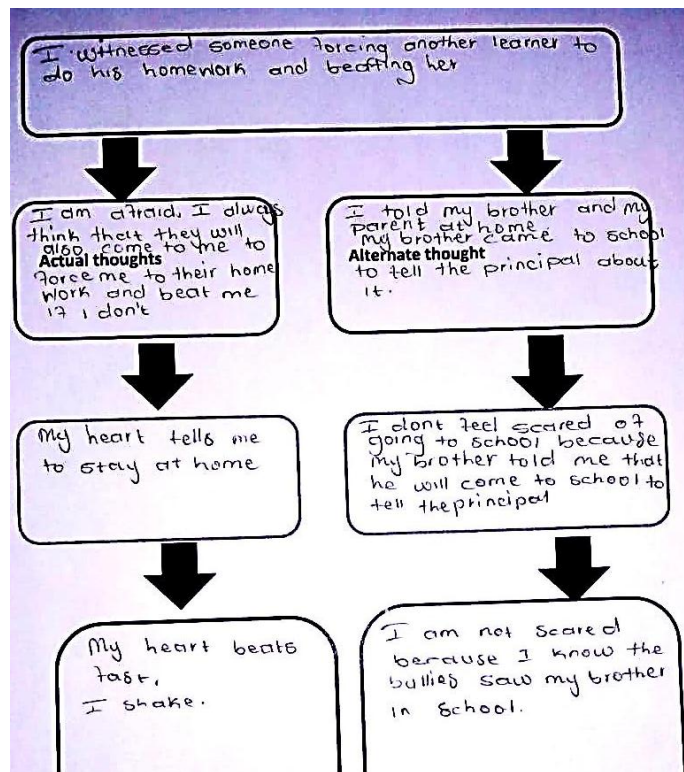 I witnessed someone forcing another learner to
do his homework and beating her
I am afraid, I always
think that they will
also come to me to
Actual thoughts
force me to their home
work and beat me
if i don't
I told my brother and my
parent at home
my brother came to school
Alternate thought
to tell the principal about
it.
My heart tells me
to stay at home
I dont feel scared of
going to school because
my brother told me that
he will come to school to
tell the principal
My heart beats
fast,
I shake.
I am not scared
because I know the
bullies saw my brother
in school.